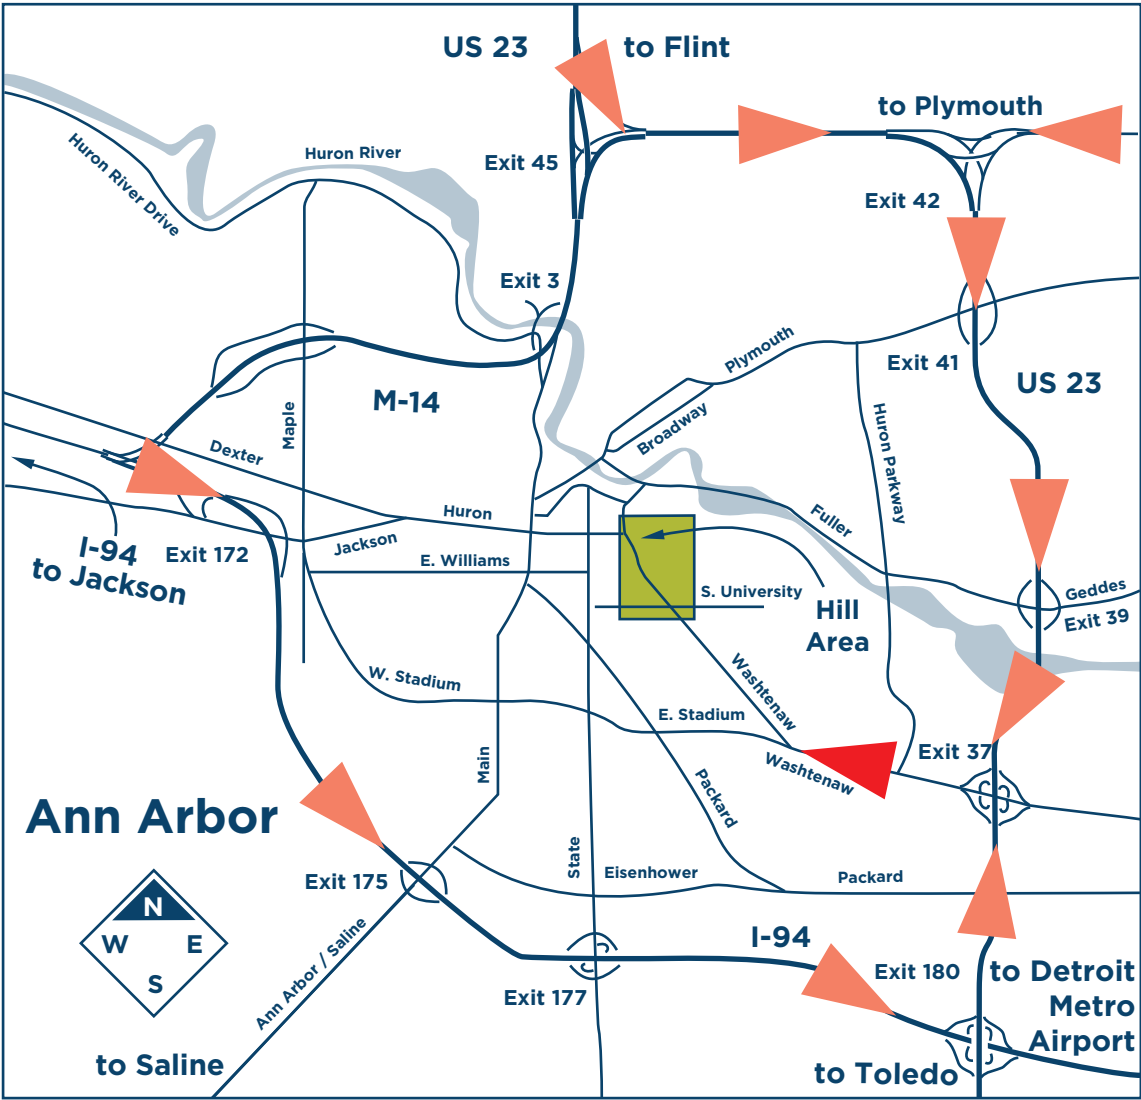 US 23
to Flint
to Plymouth
Huron River
Exit 45
Huron River Drive
Exit 42
Exit 3
Plymouth
Exit 41
US 23
M-14
Maple
Broadway
Huron Parkway
Dexter
Huron
Fuller
Jackson
I-94
to Jackson
Exit 172
E. Williams
S. University
Geddes
Exit 39
Hill
Area
W. Stadium
Washtenaw
E. Stadium
Exit 37
Main
Washtenaw
Packard
Ann Arbor
State
Eisenhower
Packard
Exit 175
N
W
E
S
Ann Arbor / Saline
I-94
Exit 180
to Detroit
Metro
Airport
Exit 177
to Saline
to Toledo